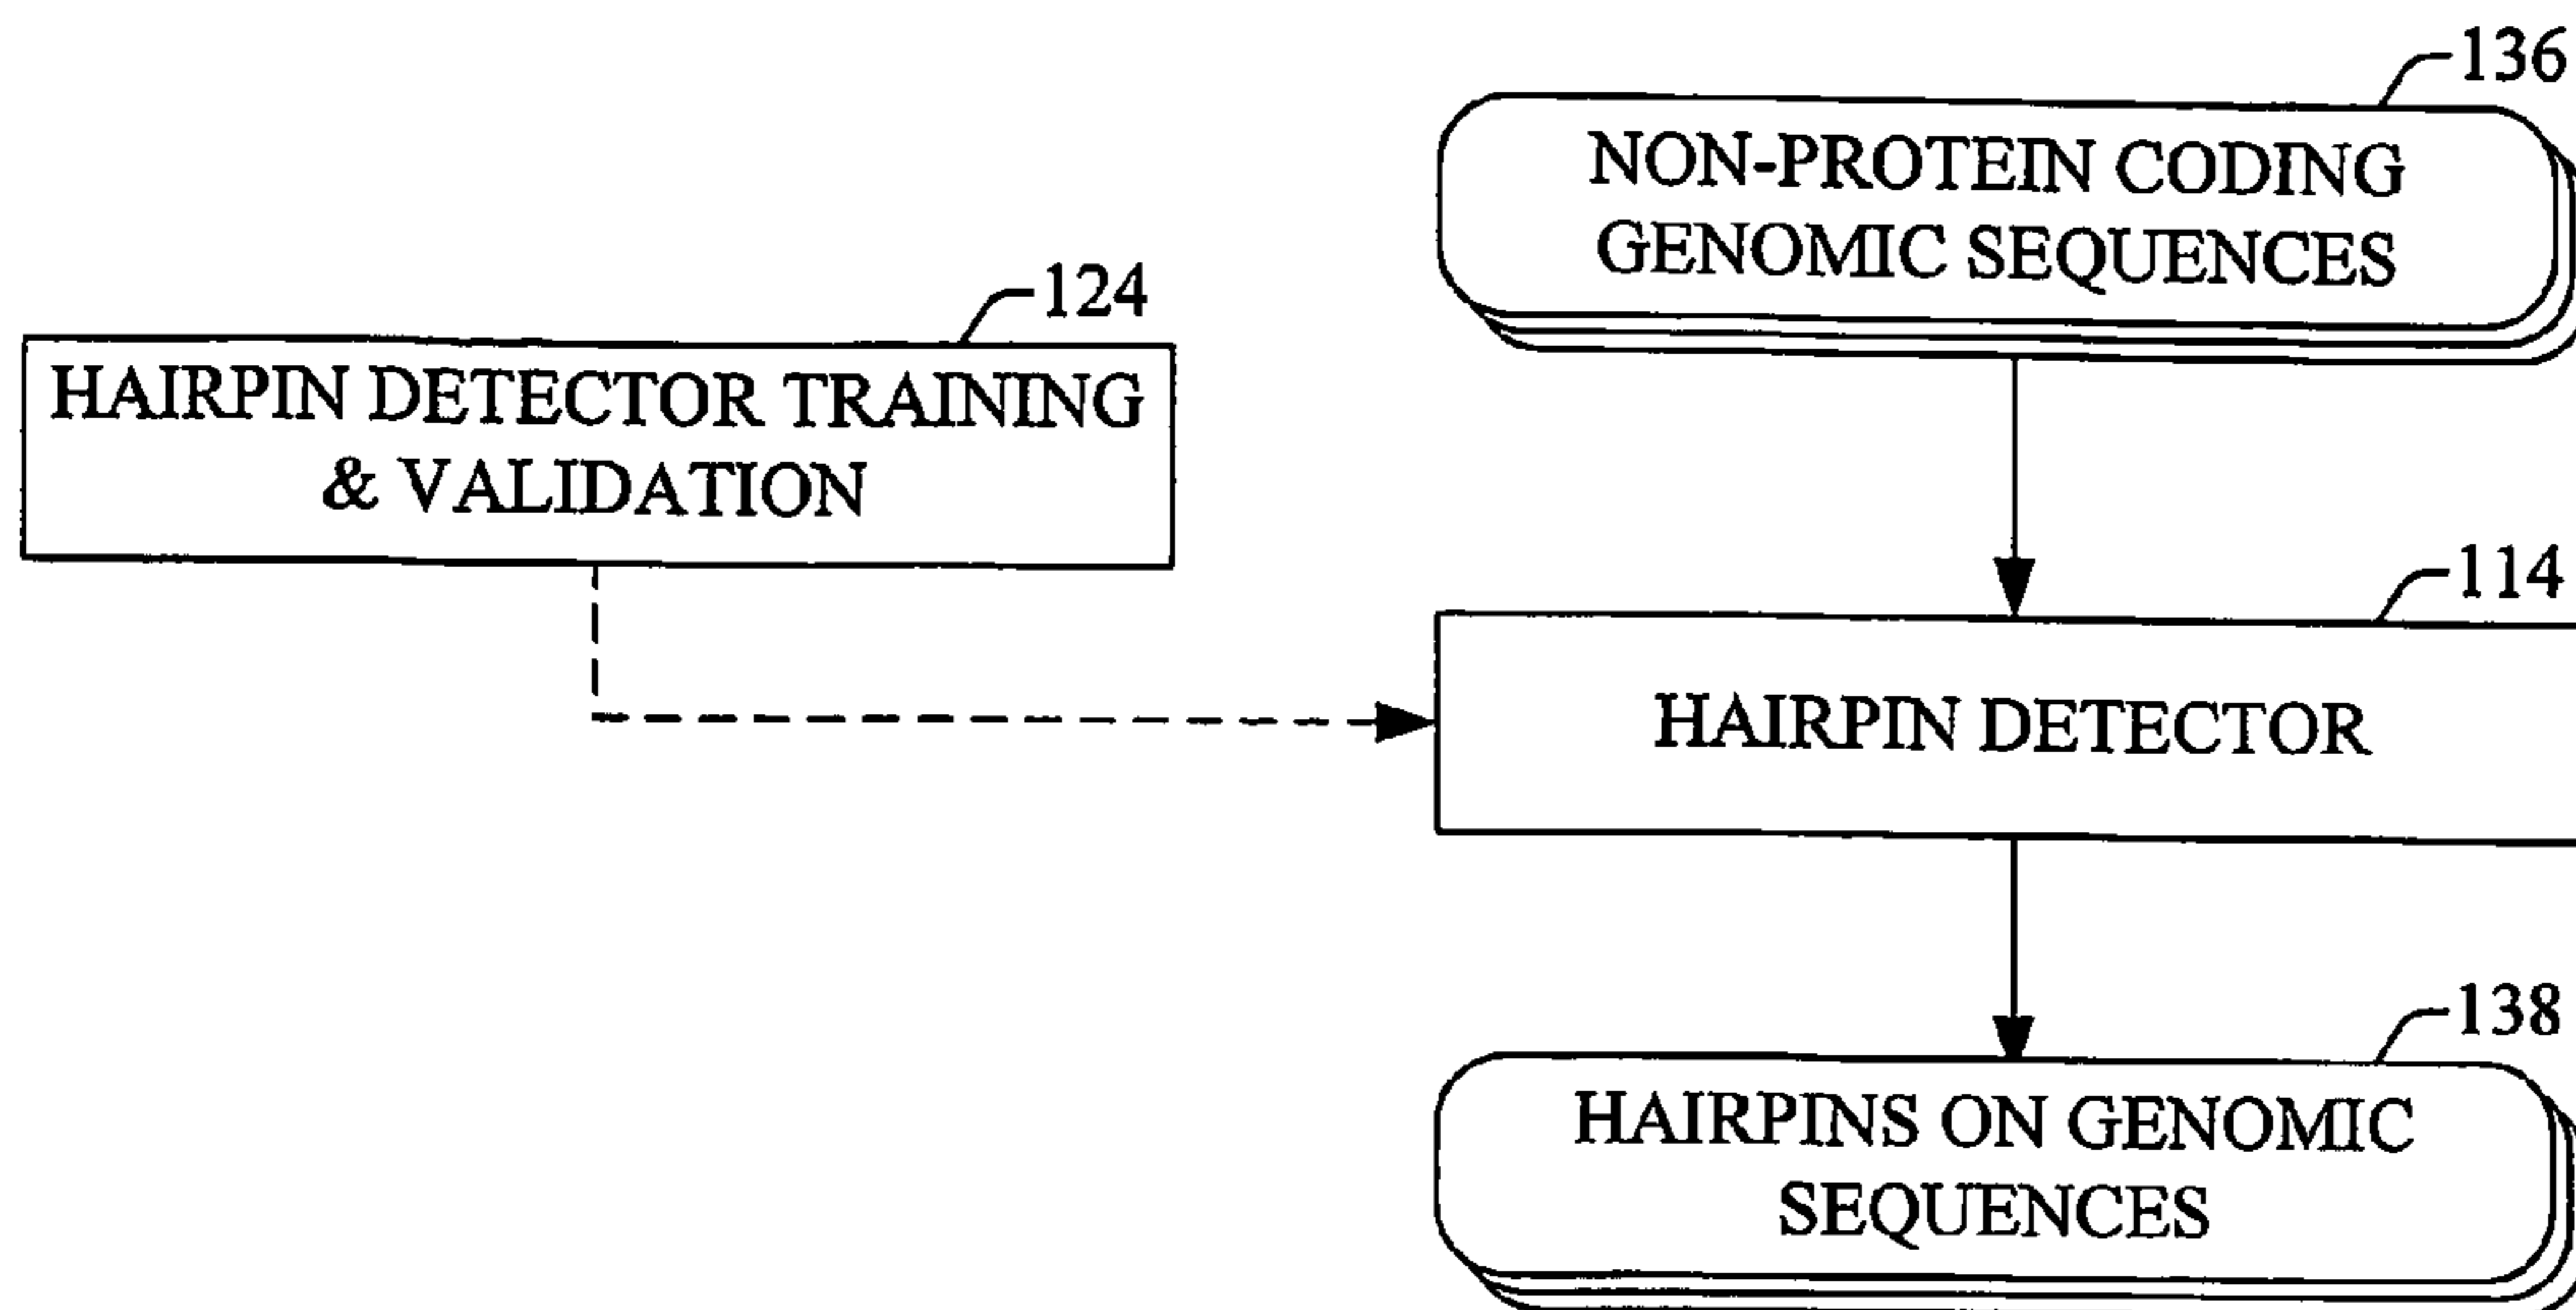 136
NON-PROTEIN CODING
GENOMIC SEQUENCES
124
HAIRPIN DETECTOR TRAINING
& VALIDATION
114
HAIRPIN DETECTOR
138
HAIRPINS ON GENOMIC
SEQUENCES